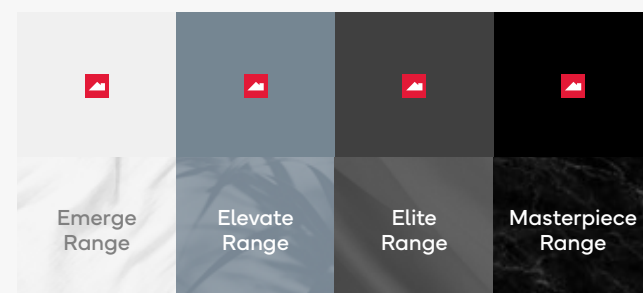 Emerge
Range
Elevate
Range
Elite
Range
Masterpiece
Range